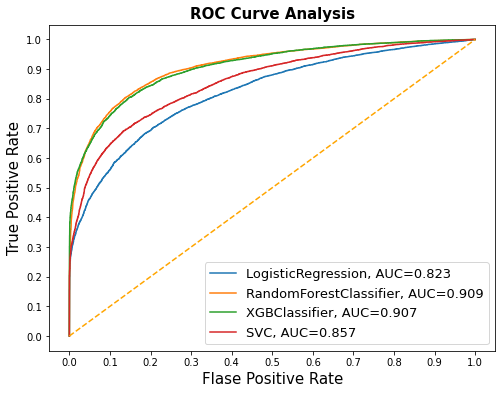 ROC Curve Analysis
True Positive Rate
1.0
0.9
0.8
0.7
0.6
0.5
0.4
0.3
0.2
0.1
0.0
LogisticRegression, AUC=0.823
RandomForestClassifier, AUC=0.909
XGBClassifier, AUC=0.907
SVC, AUC=0.857
0.0 0.1 0.2 0.3 0.4 0.5 0.6 0.7 0.8 0.9 1.0
Flase Positive Rate